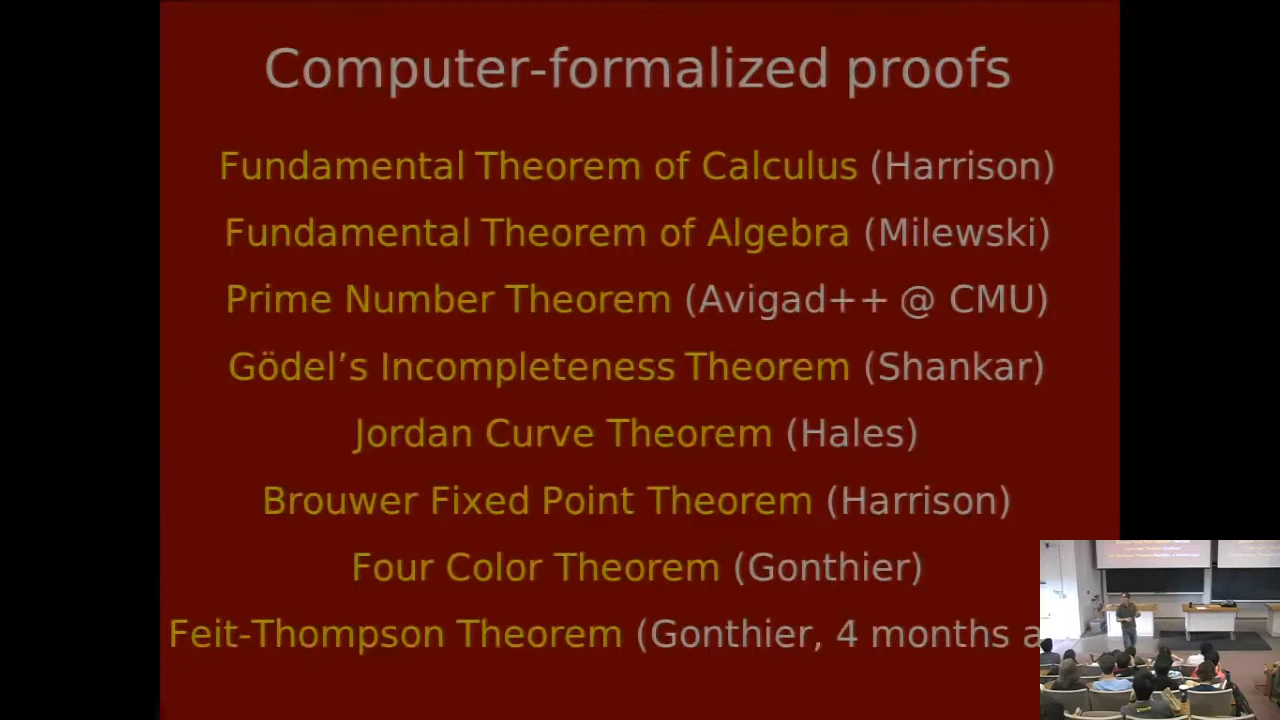 Computer-formalized proofs
Fundamental Theorem of Calculus (Harrison)
Fundamental Theorem of Algebra (Milewski)
Prime Number Theorem (Avigad++ @ CMU)
Gödel’s Incompleteness Theorem (Shankar)
Jordan Curve Theorem (Hales)
Brouwer Fixed Point Theorem (Harrison)
Four Color Theorem (Gonthier)
Feit-Thompson Theorem (Gonthier, 4 months